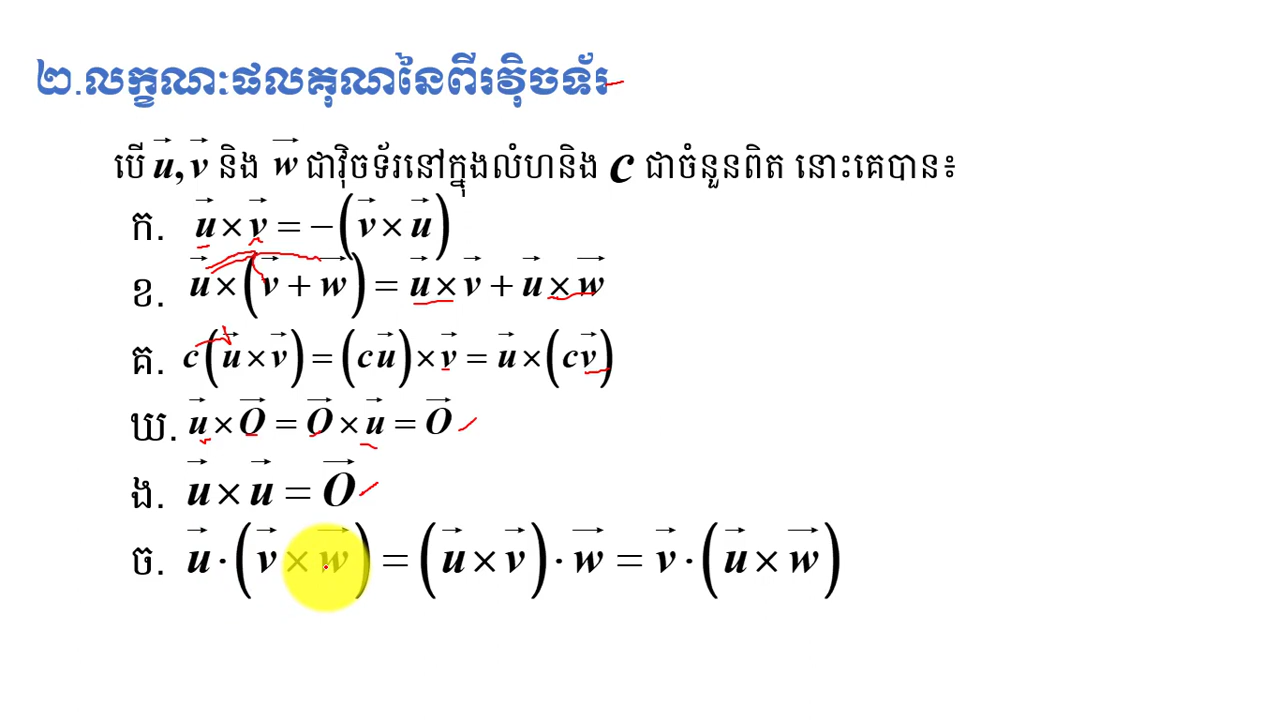 ២.លក្ខណៈផលគុណនៃពីរវ៉ិចទ័រ
បើ u⃗, v⃗ និង w⃗ ជាវ៉ិចទ័រនៅក្នុងលំហនិង c ជាចំនួនពិត នោះគេបាន៖
ក. u⃗ × v⃗ = −(v⃗ × u⃗)
ខ. u⃗ × (v⃗ + w⃗) = u⃗ × v⃗ + u⃗ × w⃗
គ. c(u⃗ × v⃗) = (cu⃗) × v⃗ = u⃗ × (cv⃗)
ឃ. u⃗ × O⃗ = O⃗ × u⃗ = O⃗
ង. u⃗ × u⃗ = O⃗
ច. u⃗ · (v⃗ × w⃗) = (u⃗ × v⃗) · w⃗ = v⃗ · (u⃗ × w⃗)